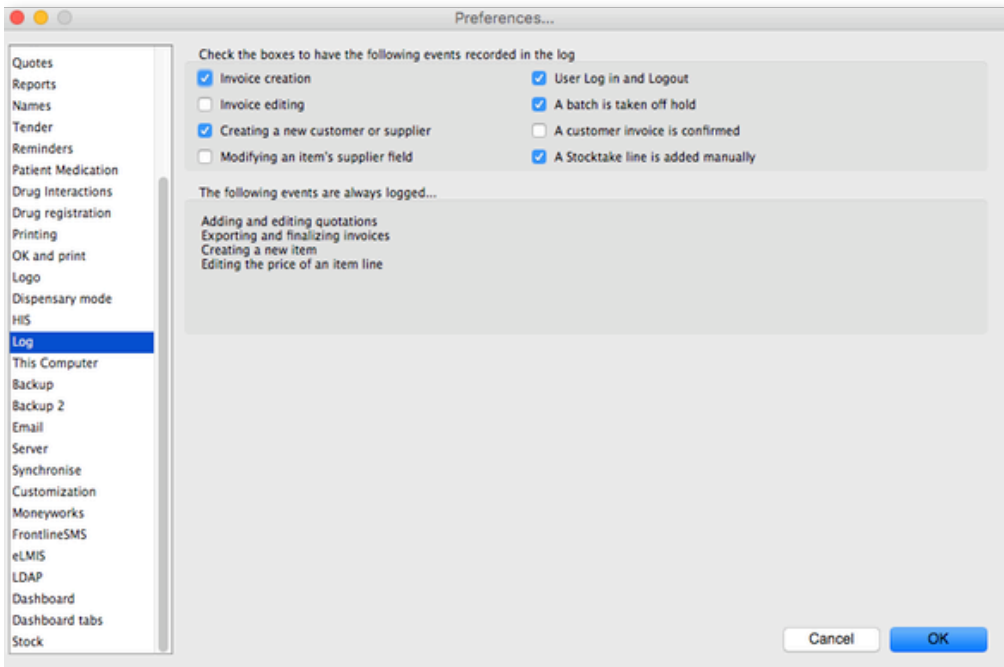 Preferences...
Quotes
Reports
Names
Tender
Reminders
Patient Medication
Drug Interactions
Drug registration
Printing
OK and print
Logo
Dispensary mode
HIS
Log
This Computer
Backup
Backup 2
Email
Server
Synchronise
Customization
Moneyworks
FrontlineSMS
eLMIS
LDAP
Dashboard
Dashboard tabs
Stock
Check the boxes to have the following events recorded in the log
Invoice creation
Invoice editing
Creating a new customer or supplier
Modifying an item's supplier field
User Log in and Logout
A batch is taken off hold
A customer invoice is confirmed
A Stocktake line is added manually
The following events are always logged...
Adding and editing quotations
Exporting and finalizing invoices
Creating a new item
Editing the price of an item line
Cancel
OK